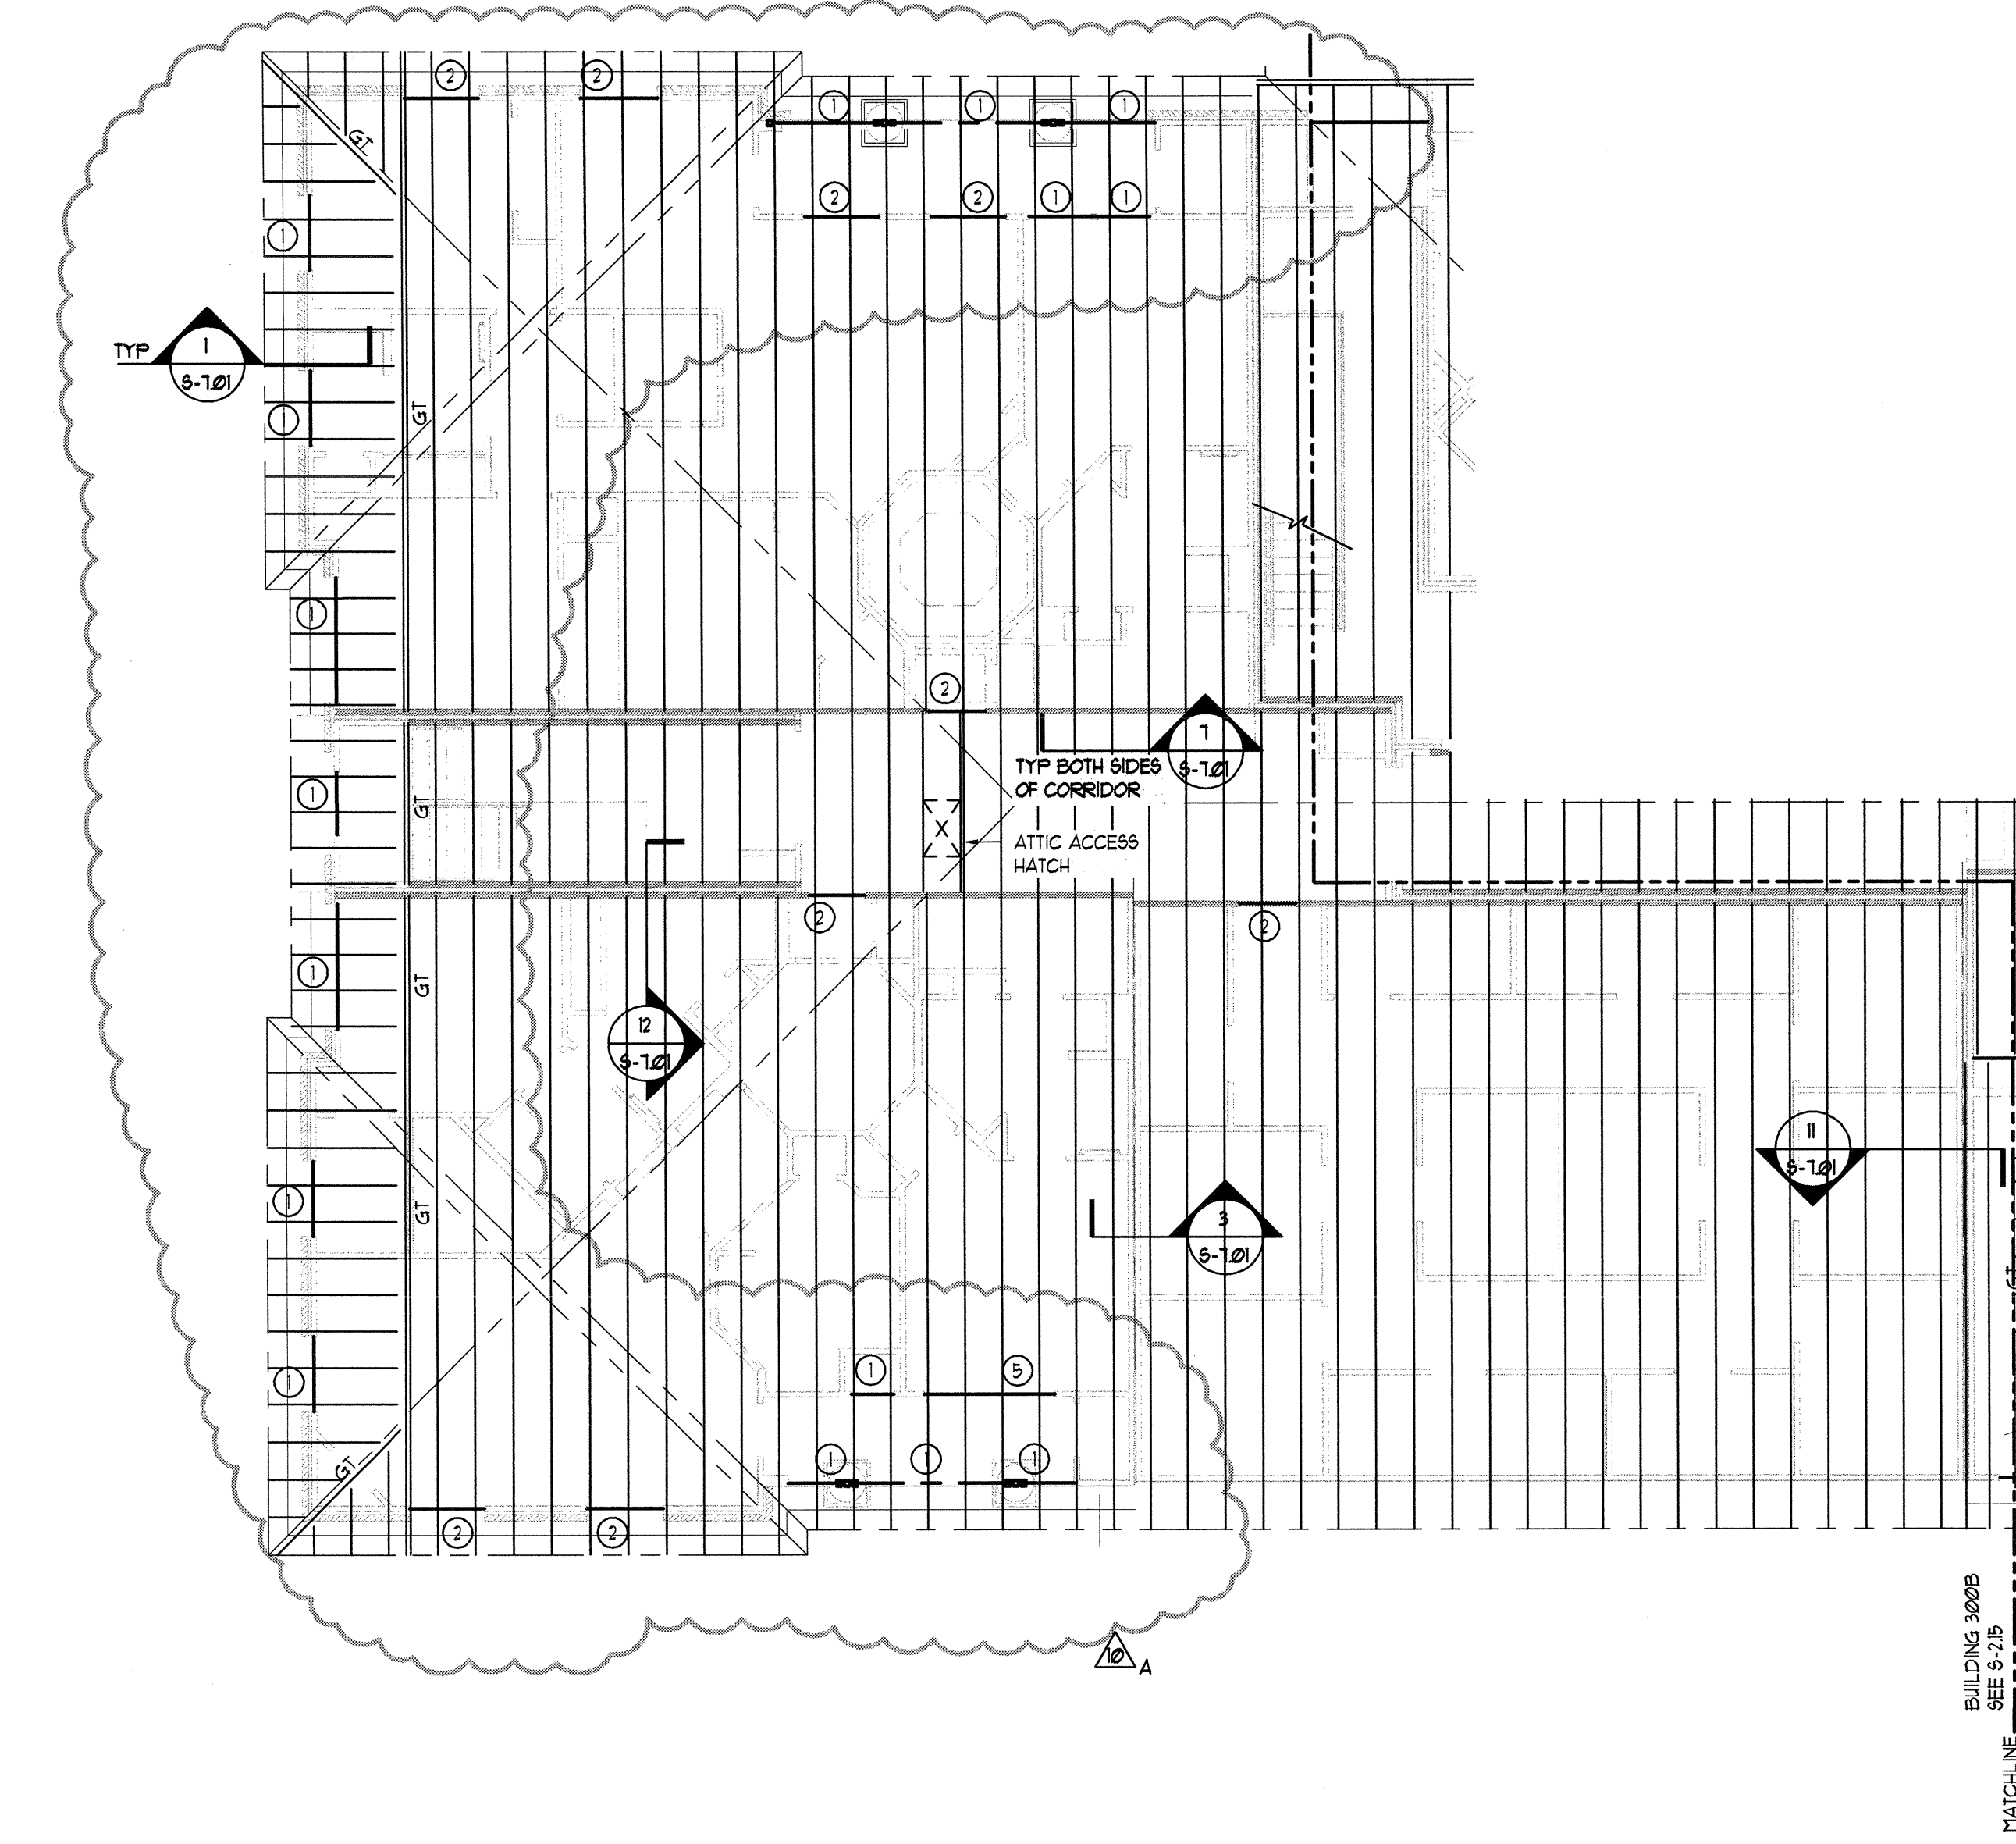 2
2
1
1
1
GT
2
2
1
1
1
TYP
1
S-7.01
1
GT
1
2
7
S-7.01
TYP BOTH SIDES
OF CORRIDOR
1
GT
X
ATTIC ACCESS
HATCH
2
2
1
GT
12
S-7.01
11
S-7.01
1
GT
3
S-7.01
GT
1
1
5
GT
1
1
1
2
2
10
A
BUILDING 300B
SEE S-2.15
MATCHLINE